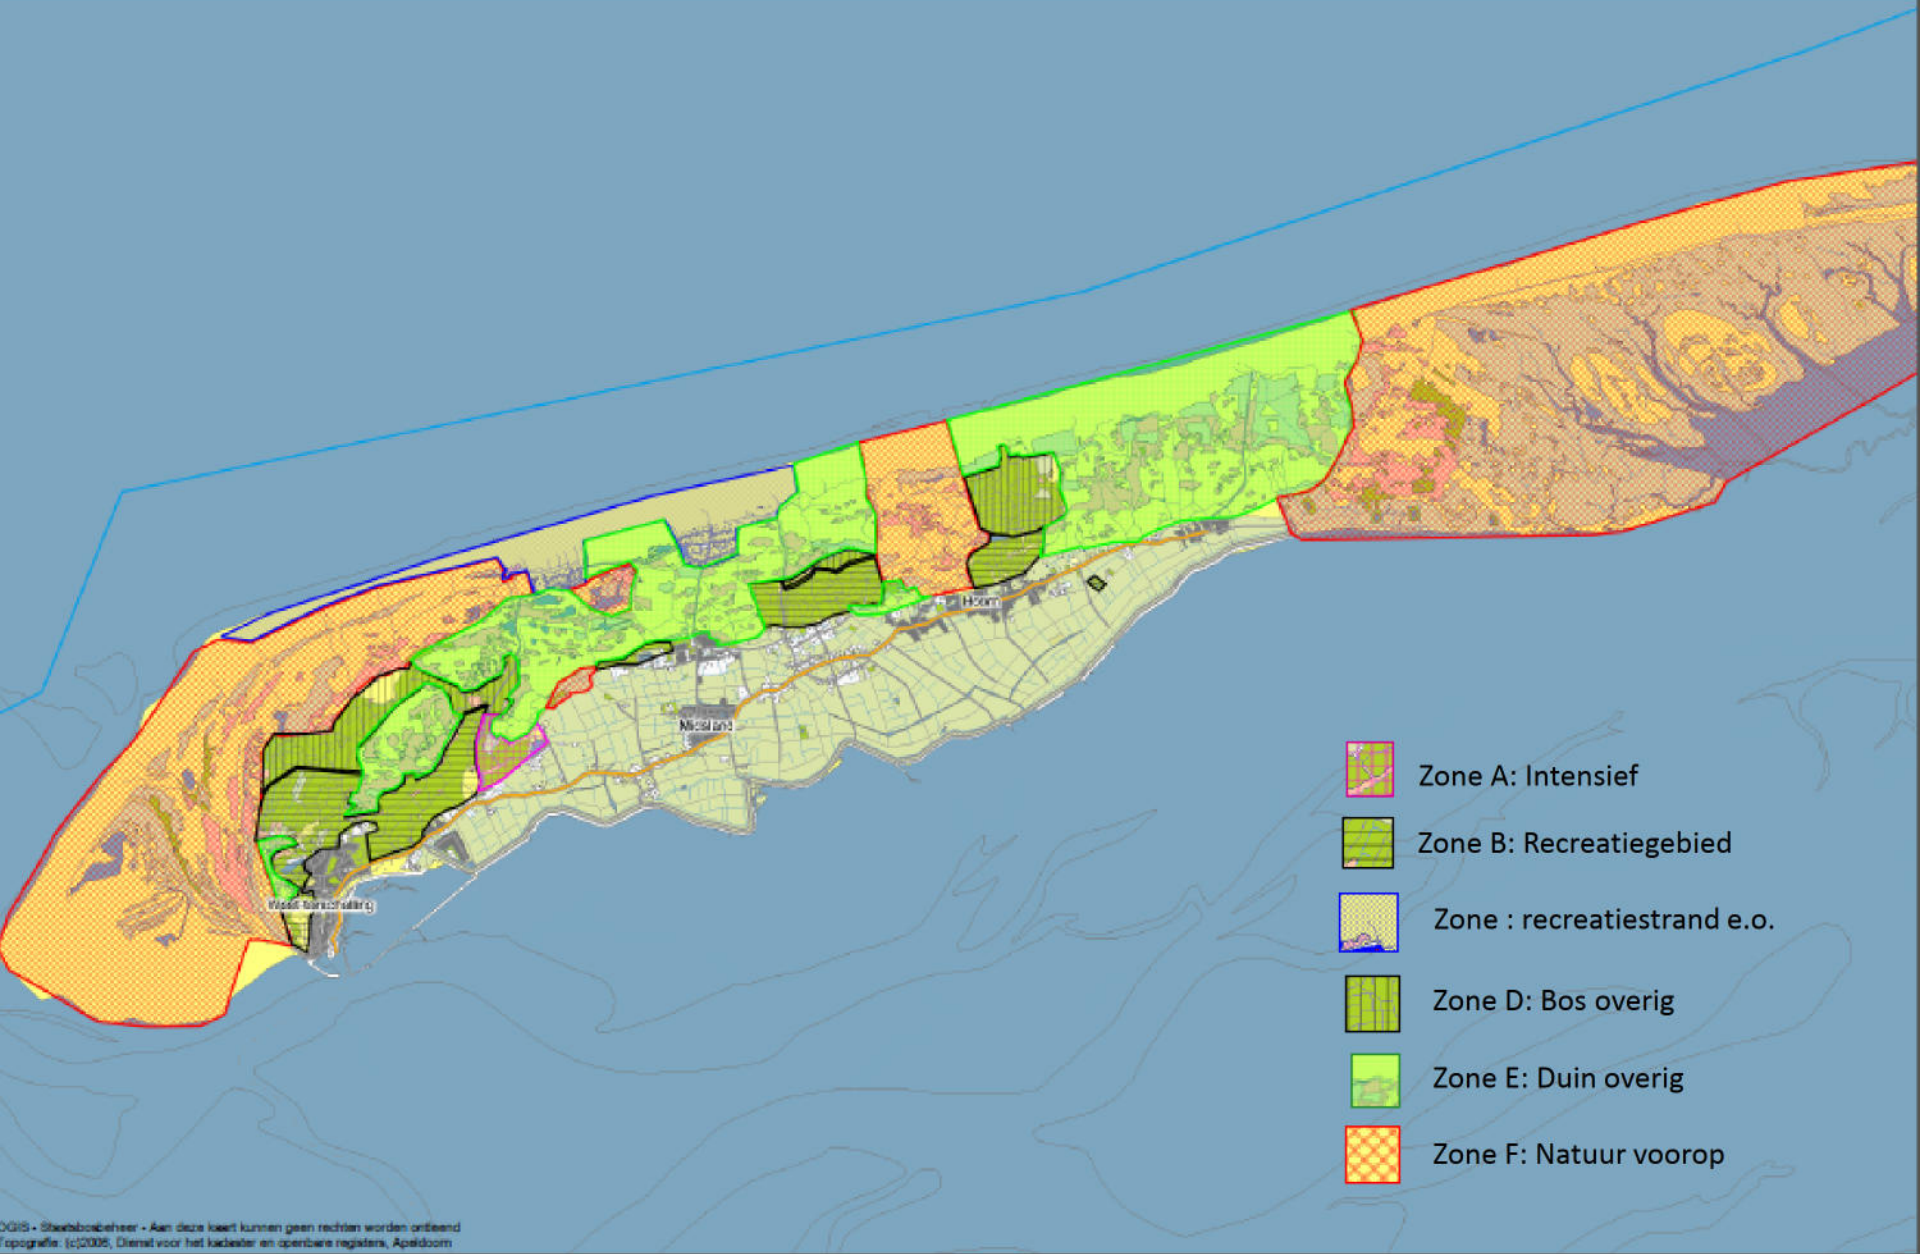 Hoorn
Midsland
West-terschelling
Zone A: Intensief
Zone B: Recreatiegebied
Zone : recreatiestrand e.o.
Zone D: Bos overig
Zone E: Duin overig
Zone F: Natuur voorop
OGIS - Staatsbosbeheer - Aan deze kaart kunnen geen rechten worden ontleend
Topografie: (c)2006, Dienst voor het kadaster en openbare registers, Apeldoorn